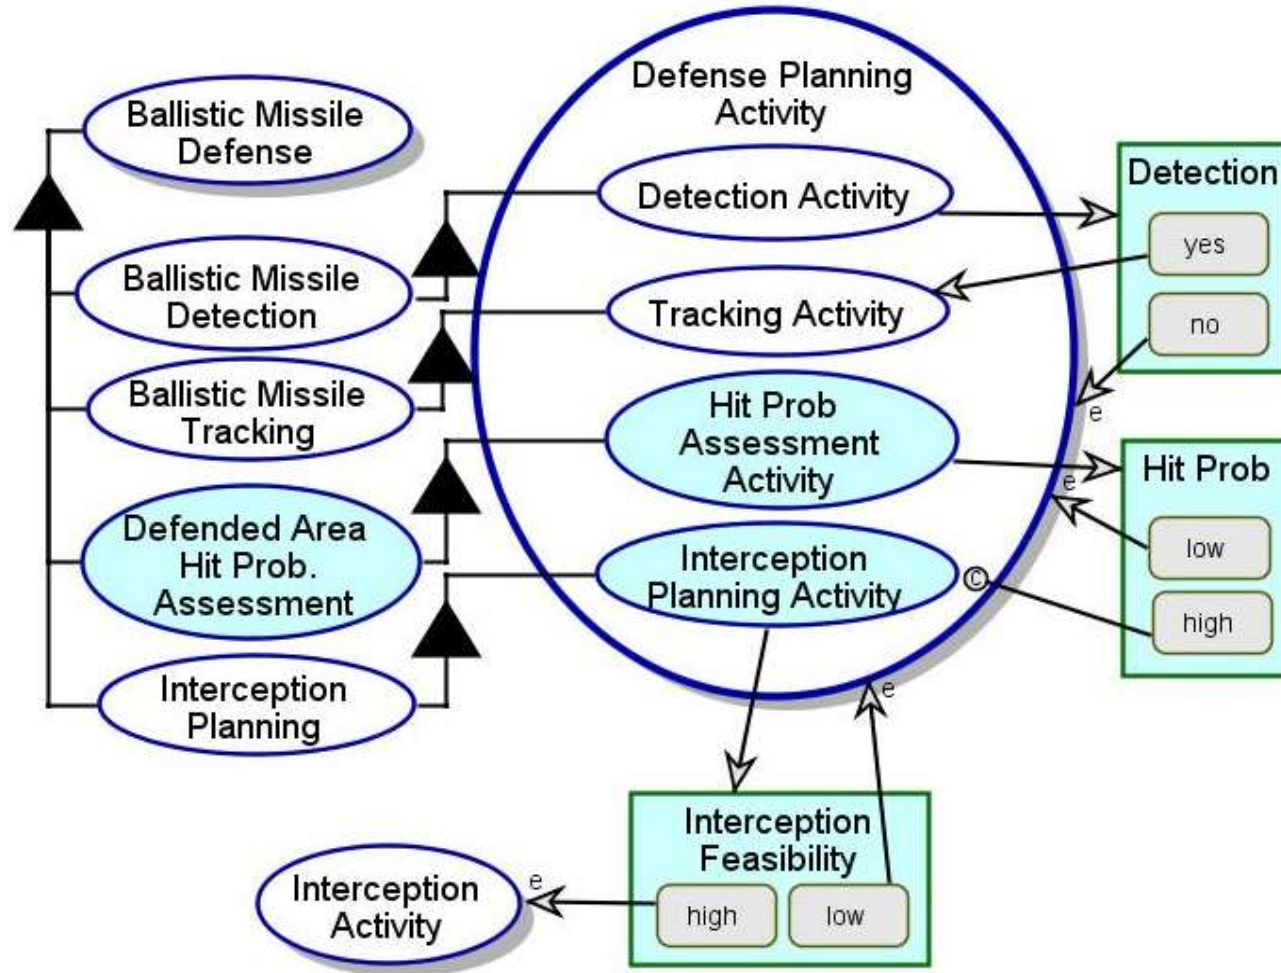 Ballistic Missile
Defense
Ballistic Missile
Detection
Ballistic Missile
Tracking
Defended Area
Hit Prob.
Assessment
Interception
Planning
Defense Planning
Activity
Detection Activity
Tracking Activity
Hit Prob
Assessment
Activity
Interception
Planning Activity
Detection
yes
no
e
Hit Prob
e
low
high
©
e
Interception
Feasibility
high
low
e
Interception
Activity